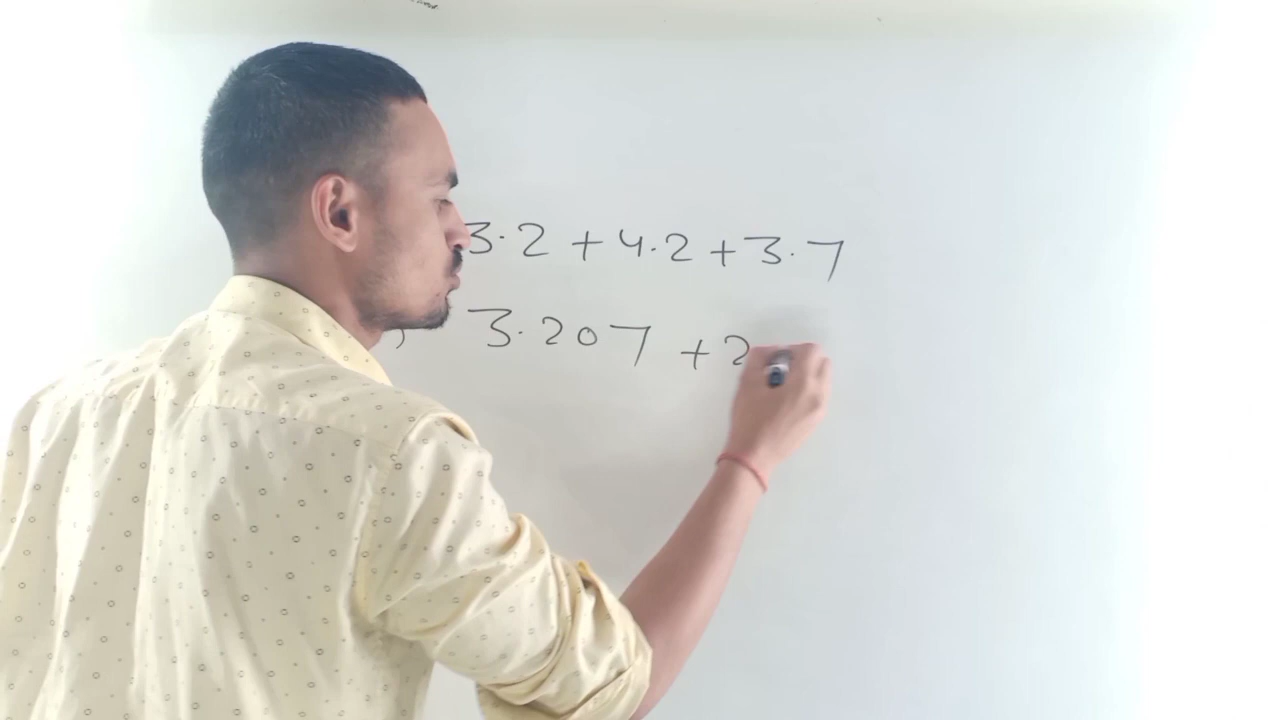 3.2 + 4.2 + 3.7
) 3.207 + 2